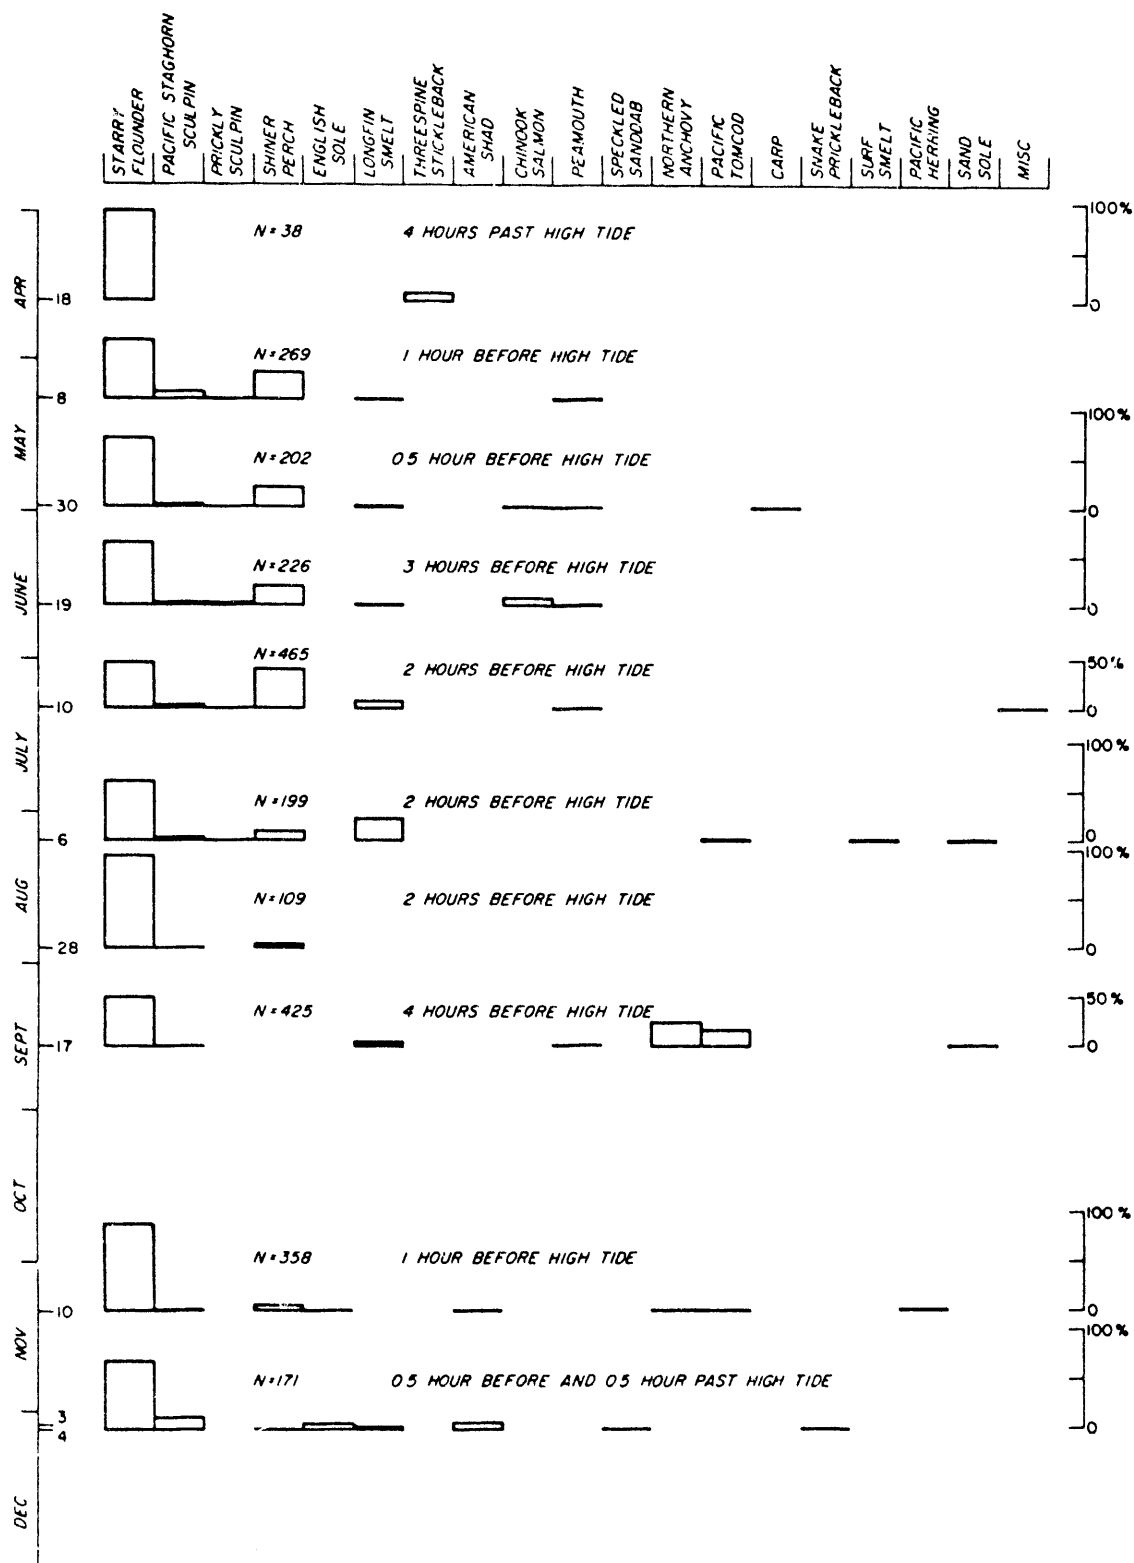 STARRY
FLOUNDER
PACIFIC STAGHORN
SCULPIN
PRICKLY
SCULPIN
SHINER
PERCH
ENGLISH
SOLE
LONGFIN
SMELT
THREESPINE
STICKLEBACK
AMERICAN
SHAD
CHINOOK
SALMON
PEAMOUTH
SPECKLED
SANDDAB
NORTHERN
ANCHOVY
PACIFIC
TOMCOD
CARP
SNAKE
PRICKLEBACK
SURF
SMELT
PACIFIC
HERRING
SAND
SOLE
MISC
APR
18
N=38
4 HOURS PAST HIGH TIDE
100%
0
MAY
8
N=269
1 HOUR BEFORE HIGH TIDE
30
N=202
0 5 HOUR BEFORE HIGH TIDE
100%
0
JUNE
19
N=226
3 HOURS BEFORE HIGH TIDE
0
JULY
10
N=465
2 HOURS BEFORE HIGH TIDE
50%
0
AUG
6
N=199
2 HOURS BEFORE HIGH TIDE
100%
0
28
N=109
2 HOURS BEFORE HIGH TIDE
100%
0
SEPT
17
N=425
4 HOURS BEFORE HIGH TIDE
50%
0
OCT
NOV
10
N=358
1 HOUR BEFORE HIGH TIDE
100%
0
3
4
N=171
0 5 HOUR BEFORE AND 0 5 HOUR PAST HIGH TIDE
100%
0
DEC